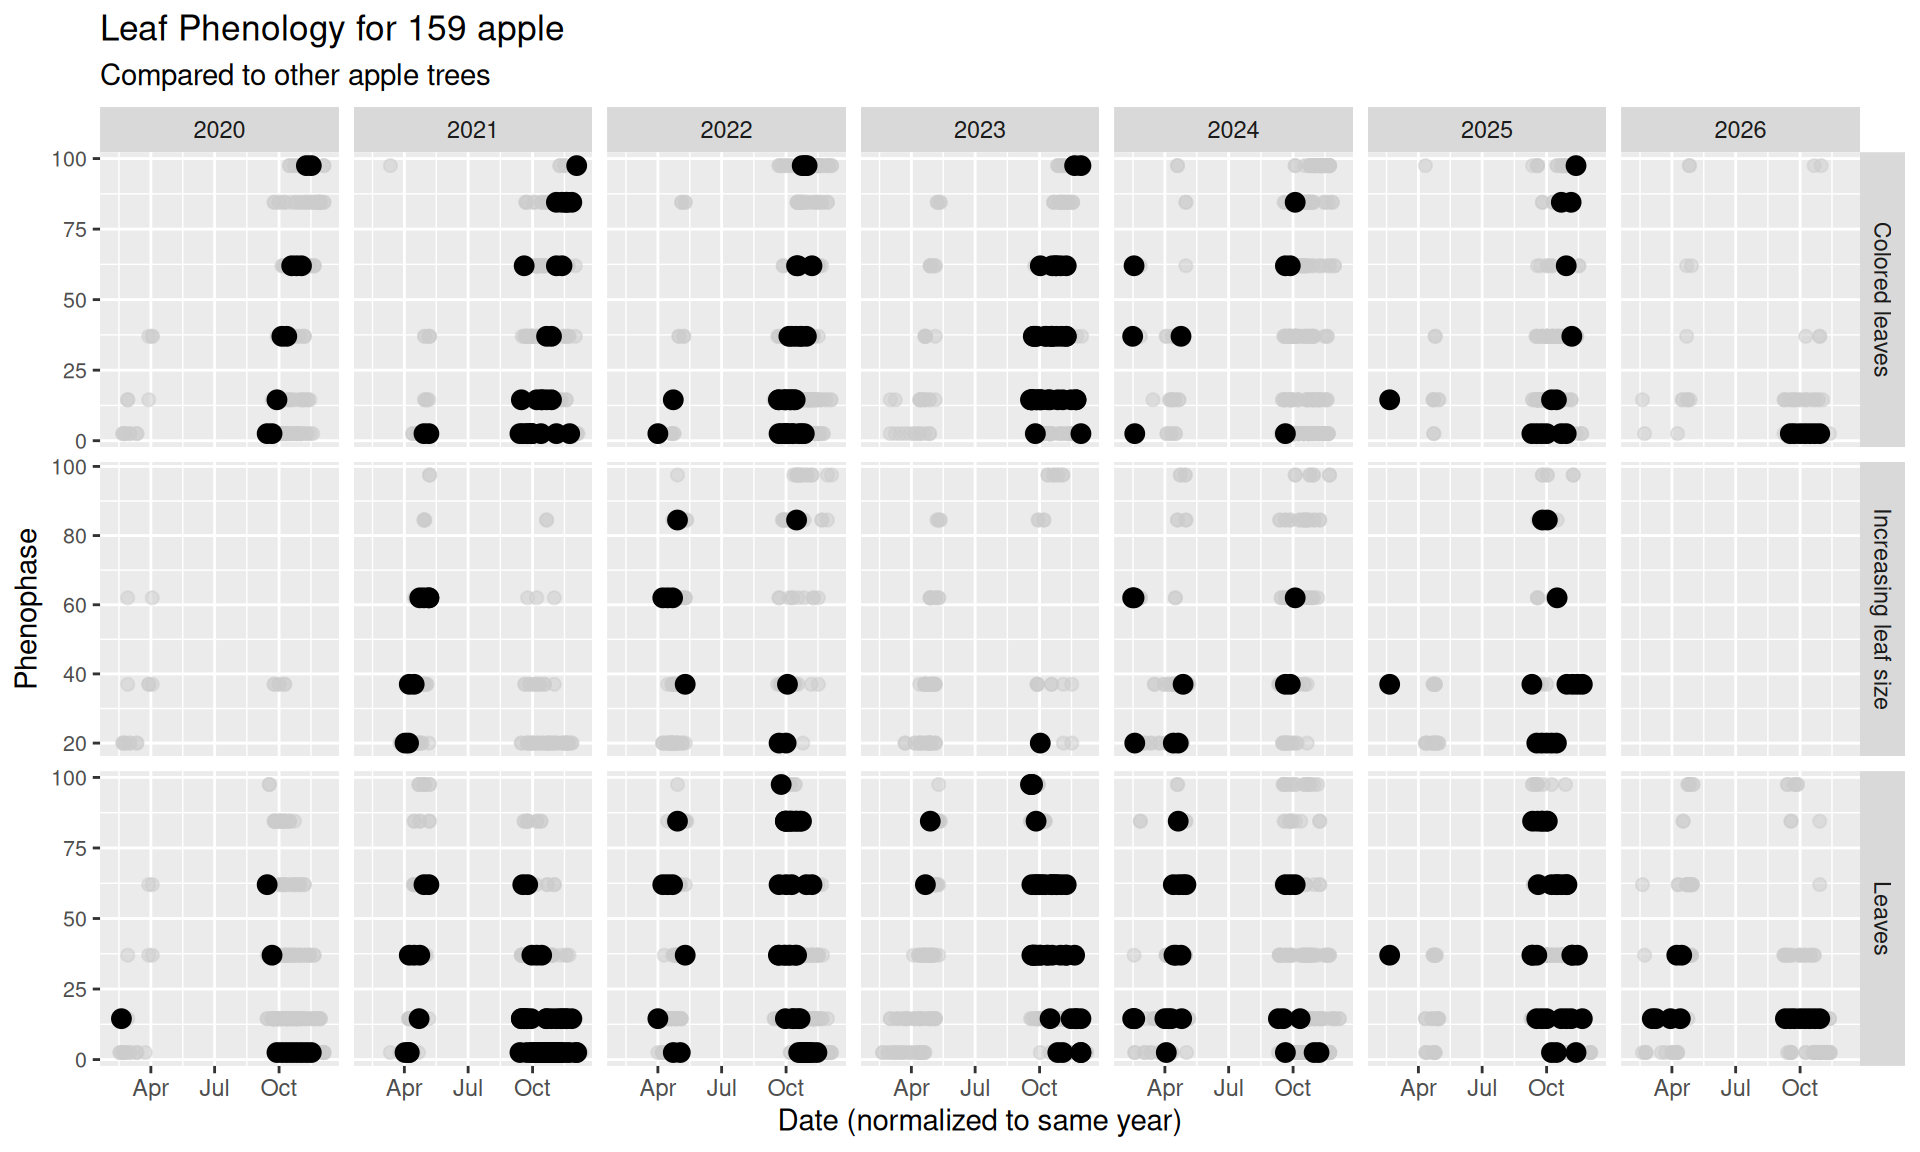 Leaf Phenology for 159 apple
Compared to other apple trees
2020 2021 2022 2023 2024 2025 2026
100
75
50
25
0
Colored leaves
100
80
60
40
20
Increasing leaf size
100
75
50
25
0
Leaves
Phenophase
Apr Jul Oct Apr Jul Oct Apr Jul Oct Apr Jul Oct Apr Jul Oct Apr Jul Oct Apr Jul Oct
Date (normalized to same year)